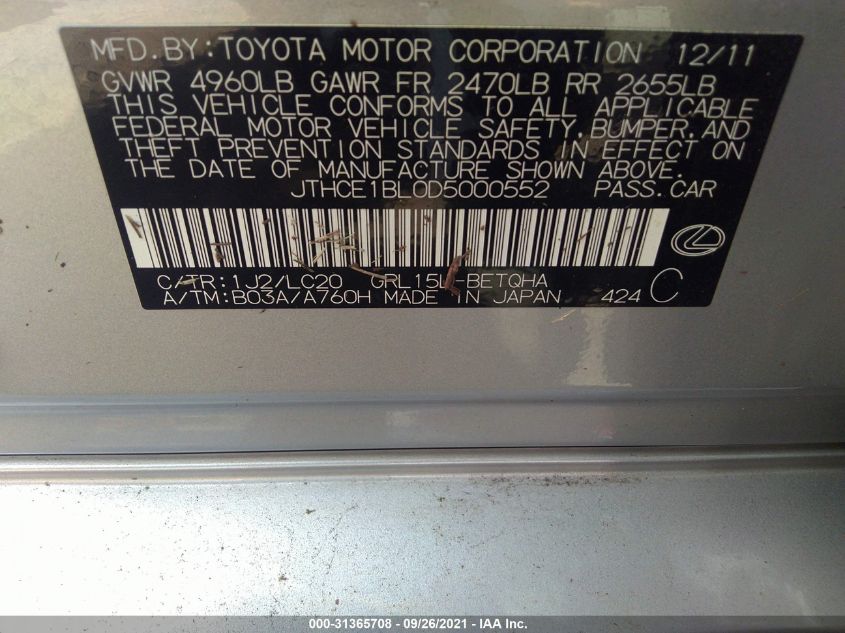 MFD.BY:TOYOTA MOTOR CORPORATION 12/11
GVWR 4960LB GAWR FR 2470LB RR 2655LB
THIS VEHICLE CONFORMS TO ALL APPLICABLE
FEDERAL MOTOR VEHICLE SAFETY,BUMPER,AND
THEFT PREVENTION STANDARDS IN EFFECT ON
THE DATE OF MANUFACTURE SHOWN ABOVE.
JTHCE1BL0D5000552 PASS.CAR
C/TR:1J2/LC20
A/TM:B03A/A760H MADE IN JAPAN 424 C
000-31365708 - 09/26/2021 - IAA Inc.